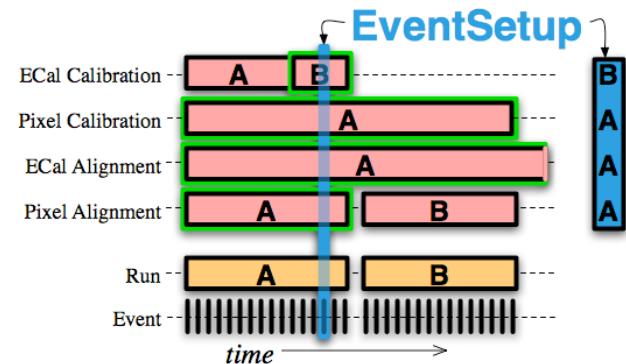 EventSetup
ECal Calibration A B B
Pixel Calibration A A
ECal Alignment A A
Pixel Alignment A B A
Run A B
Event
time